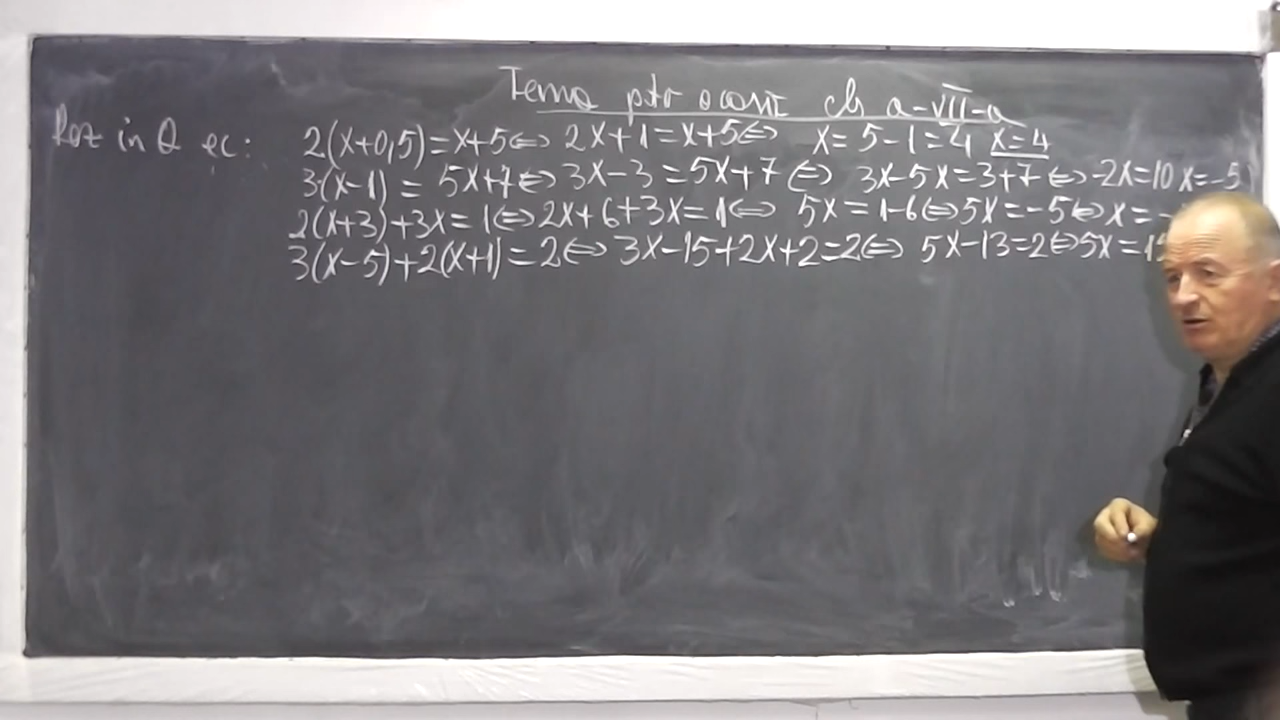 Tema ptr ocom cls a-VII-a
Rez in Q ec: 2(x+0,5)=x+5⇔ 2x+1=x+5⇔ x=5-1=4 x=4
3(x-1) = 5x+7⇔3x-3=5x+7 ⇔ 3x-5x=3+7⇔-2x=10 x=-5
2(x+3)+3x=1⇔2x+6+3x=1⇔ 5x=1-6⇔5x=-5⇔x=-
3(x-5)+2(x+1)=2⇔ 3x-15+2x+2=2⇔ 5x-13=2⇔5x=15